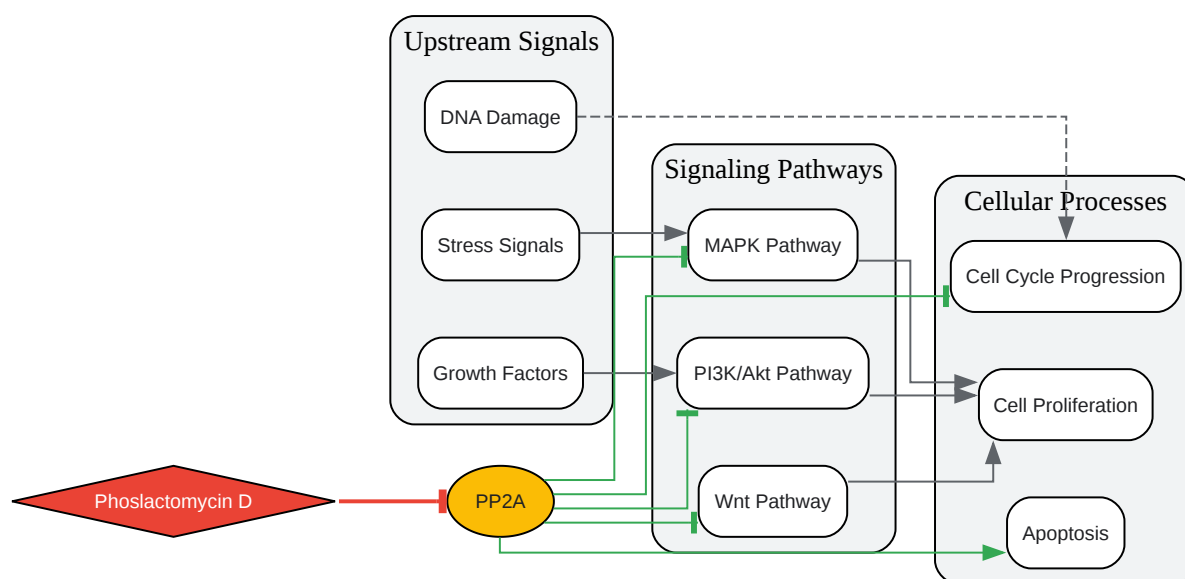 Upstream Signals
DNA Damage
Stress Signals
Growth Factors
Signaling Pathways
MAPK Pathway
PI3K/Akt Pathway
Wnt Pathway
Cellular Processes
Cell Cycle Progression
Cell Proliferation
Apoptosis
Phoslactomycin D
PP2A